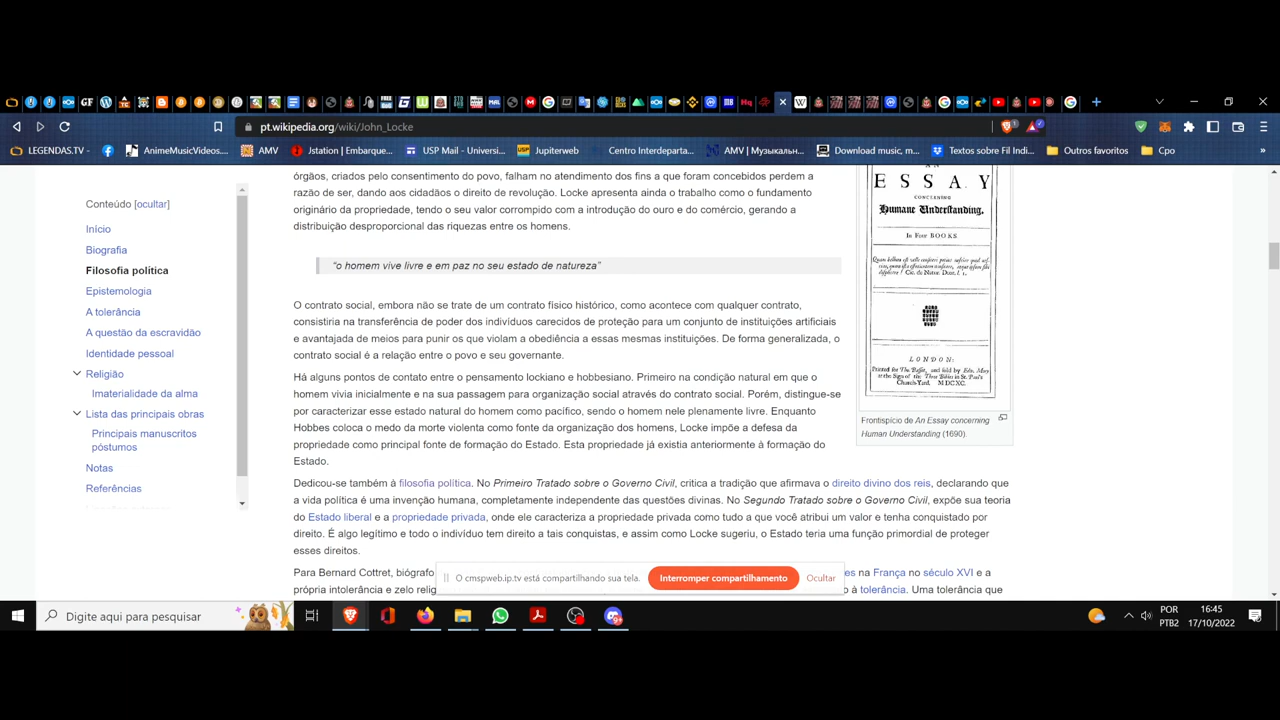 pt.wikipedia.org/wiki/John_Locke
LEGENDAS.TV - AnimeMusicVideos... AMV Jstation | Embarque... USP Mail - Universi... Jupiterweb Centro Interdeparta... AMV | Музыкальн... Download music, m... Textos sobre Fil Indi... Outros favoritos Cpo
Conteúdo [ocultar]
Início
Biografia
Filosofia política
Epistemologia
A tolerância
A questão da escravidão
Identidade pessoal
Religião
Imaterialidade da alma
Lista das principais obras
Principais manuscritos
póstumos
Notas
Referências
órgãos, criados pelo consentimento do povo, falham no atendimento dos fins a que foram concebidos perdem a
razão de ser, dando aos cidadãos o direito de revolução. Locke apresenta ainda o trabalho como o fundamento
originário da propriedade, tendo o seu valor corrompido com a introdução do ouro e do comércio, gerando a
distribuição desproporcional das riquezas entre os homens.
“o homem vive livre e em paz no seu estado de natureza”
O contrato social, embora não se trate de um contrato físico histórico, como acontece com qualquer contrato,
consistiria na transferência de poder dos indivíduos carecidos de proteção para um conjunto de instituições artificiais
e avantajada de meios para punir os que violam a obediência a essas mesmas instituições. De forma generalizada, o
contrato social é a relação entre o povo e seu governante.
Há alguns pontos de contato entre o pensamento lockiano e hobbesiano. Primeiro na condição natural em que o
homem vivia inicialmente e na sua passagem para organização social através do contrato social. Porém, distingue-se
por caracterizar esse estado natural do homem como pacífico, sendo o homem nele plenamente livre. Enquanto
Hobbes coloca o medo da morte violenta como fonte da organização dos homens, Locke impõe a defesa da
propriedade como principal fonte de formação do Estado. Esta propriedade já existia anteriormente à formação do
Estado.
Dedicou-se também à filosofia política. No Primeiro Tratado sobre o Governo Civil, critica a tradição que afirmava o direito divino dos reis, declarando que
a vida política é uma invenção humana, completamente independente das questões divinas. No Segundo Tratado sobre o Governo Civil, expõe sua teoria
do Estado liberal e a propriedade privada, onde ele caracteriza a propriedade privada como tudo a que você atribui um valor e tenha conquistado por
direito. É algo legítimo e todo o indivíduo tem direito a tais conquistas, e assim como Locke sugeriu, o Estado teria uma função primordial de proteger
esses direitos.
Para Bernard Cottret, biógrafo es na França no século XVI e a
própria intolerância e zelo relig à tolerância. Uma tolerância que
ESSAY
CONCERNING
Humane Understanding.
In Four BOOKS.
LONDON:
Frontispício de An Essay concerning
Human Understanding (1690).
O cmspweb.ip.tv está compartilhando sua tela. Interromper compartilhamento Ocultar
Digite aqui para pesquisar
POR
PTB2
16:45
17/10/2022